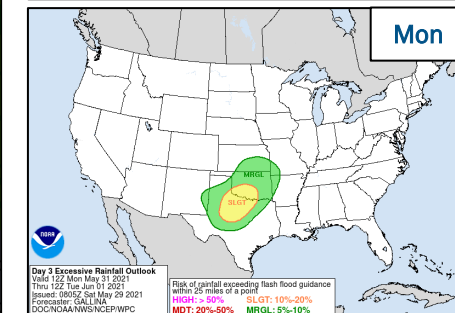 Mon
MRGL
SLGT
NOAA
Day 3 Excessive Rainfall Outlook
Valid 12Z Mon May 31 2021
Thru 12Z Tue Jun 01 2021
Issued: 0805Z Sat May 29 2021
Forecaster: GALLINA
DOC/NOAA/NWS/NCEP/WPC
Risk of rainfall exceeding flash flood guidance
within 25 miles of a point
HIGH: > 50% SLGT: 10%-20%
MDT: 20%-50% MRGL: 5%-10%